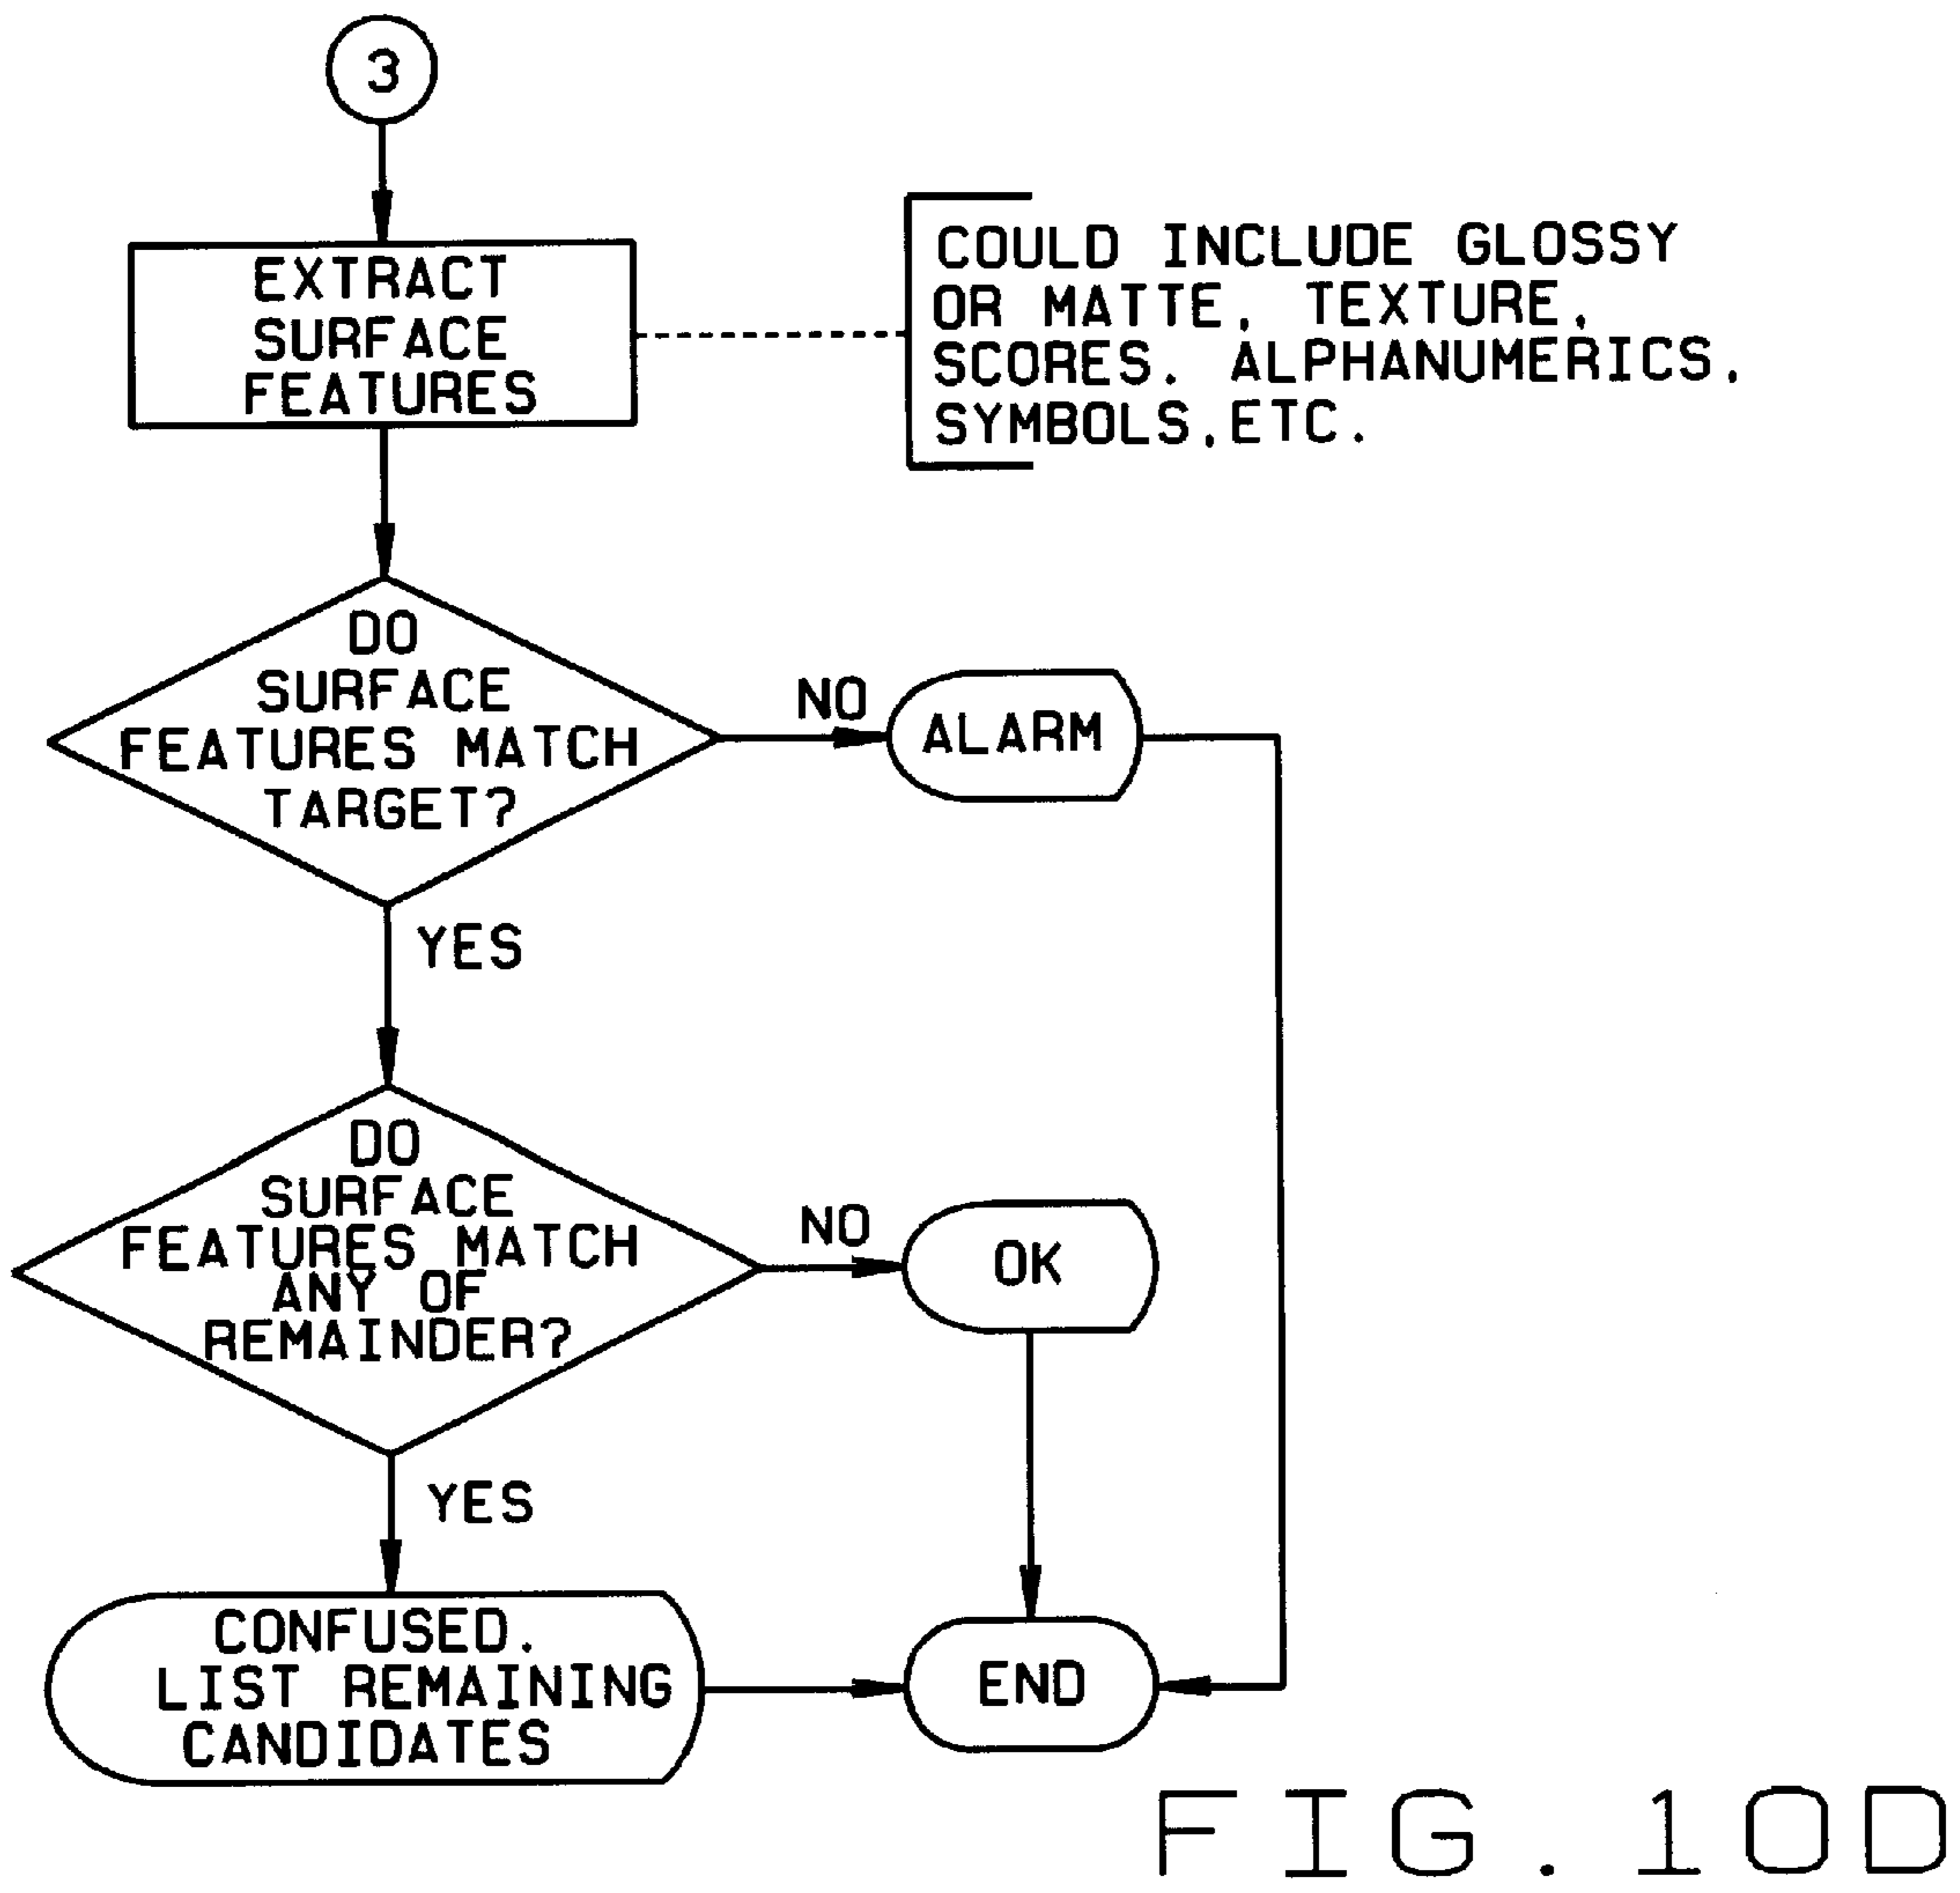 3
EXTRACT
SURFACE
FEATURES
COULD INCLUDE GLOSSY
OR MATTE, TEXTURE,
SCORES. ALPHANUMERICS.
SYMBOLS,ETC.
DO
SURFACE
FEATURES MATCH
TARGET?
NO
ALARM
YES
DO
SURFACE
FEATURES MATCH
ANY OF
REMAINDER?
NO
OK
YES
CONFUSED.
LIST REMAINING
CANDIDATES
END
FIG. 10D